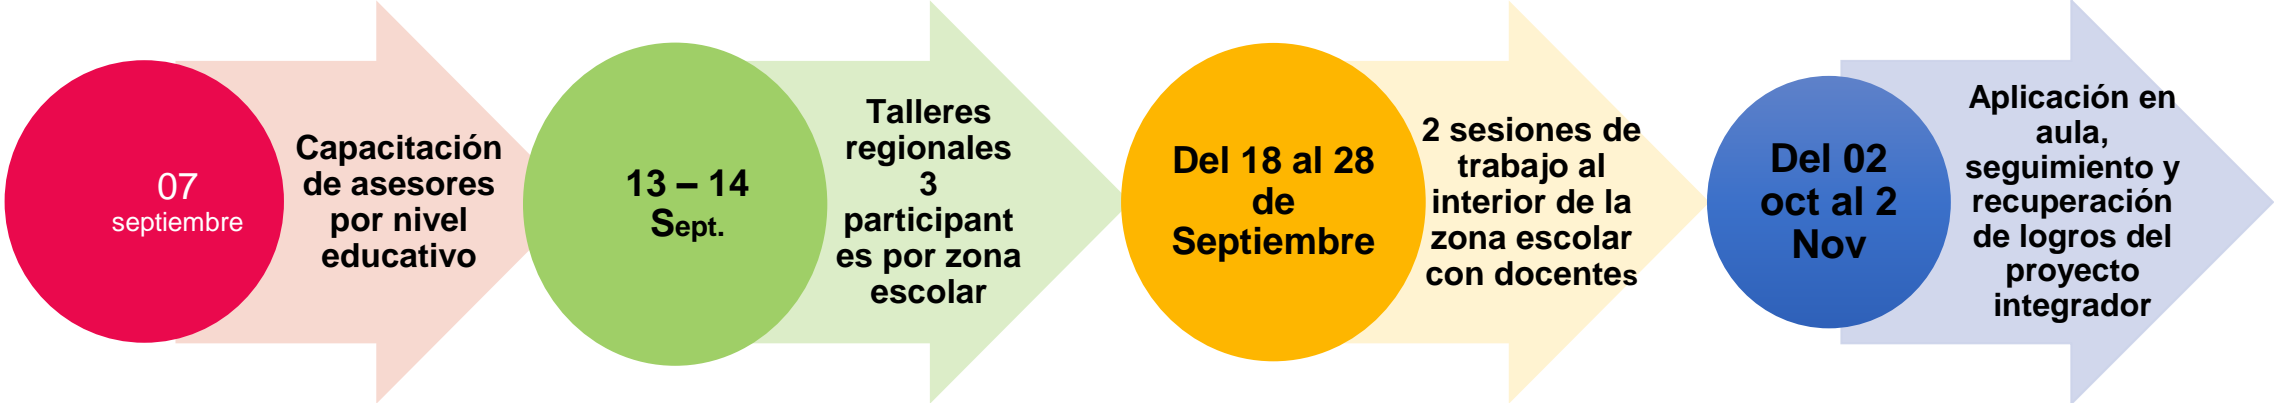 07
septiembre
Capacitación
de asesores
por nivel
educativo
13 – 14
Sept.
Talleres
regionales
3
participant
es por zona
escolar
Del 18 al 28
de
Septiembre
2 sesiones de
trabajo al
interior de la
zona escolar
con docentes
Del 02
oct al 2
Nov
Aplicación en
aula,
seguimiento y
recuperación
de logros del
proyecto
integrador